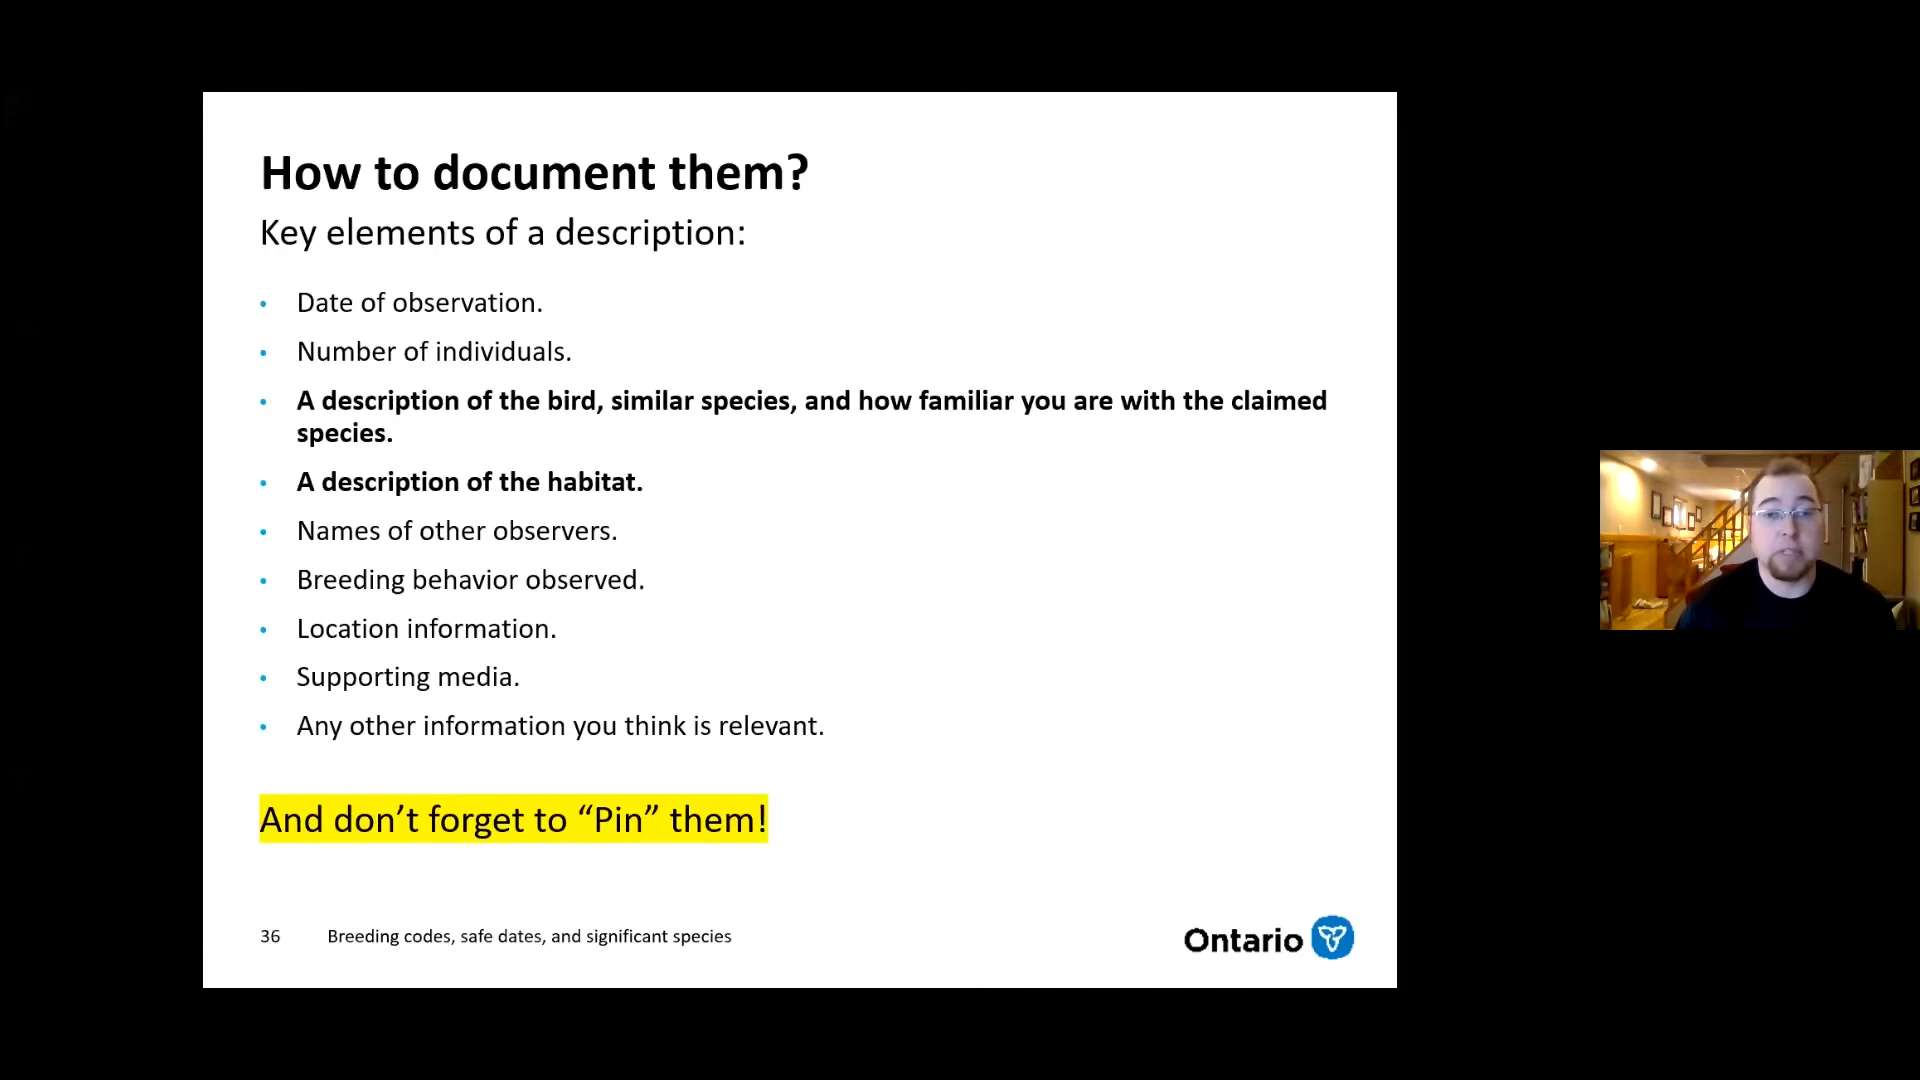 How to document them?
Key elements of a description:
• Date of observation.
• Number of individuals.
• A description of the bird, similar species, and how familiar you are with the claimed
species.
• A description of the habitat.
• Names of other observers.
• Breeding behavior observed.
• Location information.
• Supporting media.
• Any other information you think is relevant.
And don’t forget to “Pin” them!
36 Breeding codes, safe dates, and significant species
Ontario